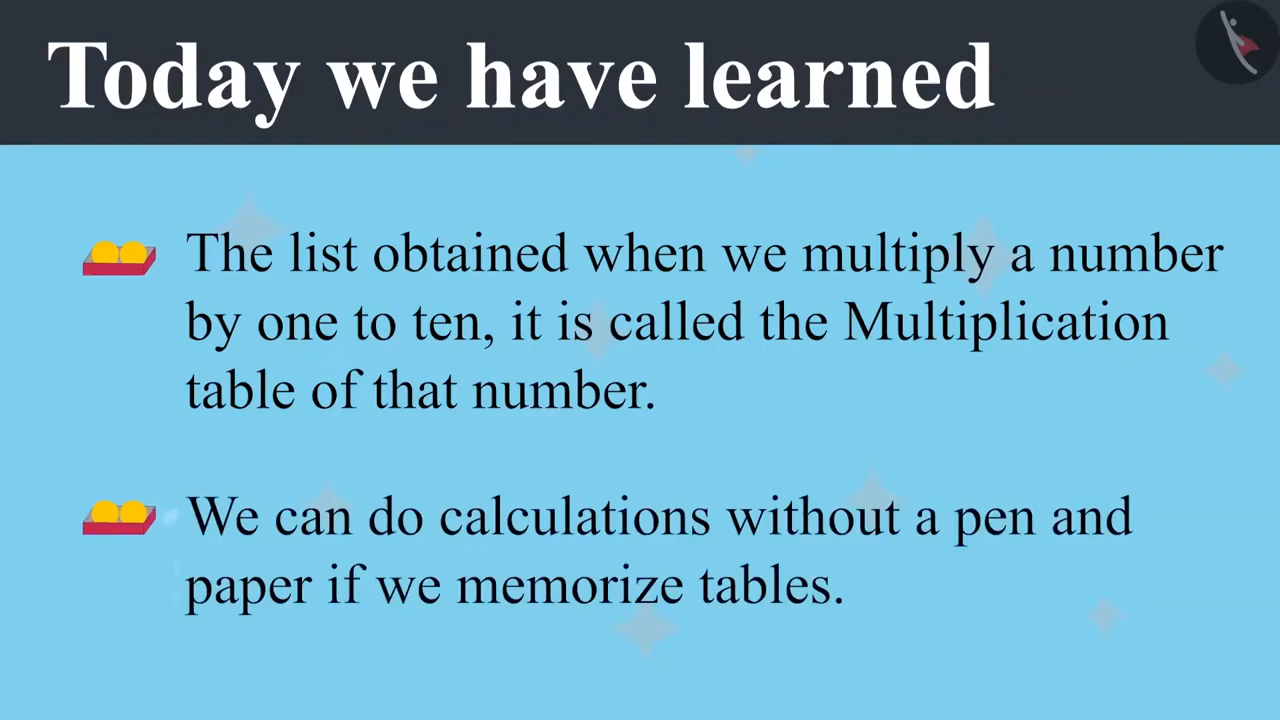 Today we have learned
The list obtained when we multiply a number
by one to ten, it is called the Multiplication
table of that number.
We can do calculations without a pen and
paper if we memorize tables.